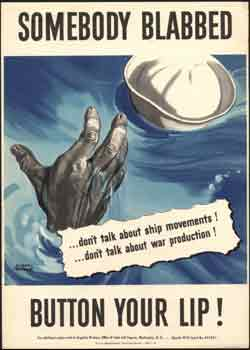 SOMEBODY BLABBED
...don't talk about ship movements!
...don't talk about war production!
BUTTON YOUR LIP!